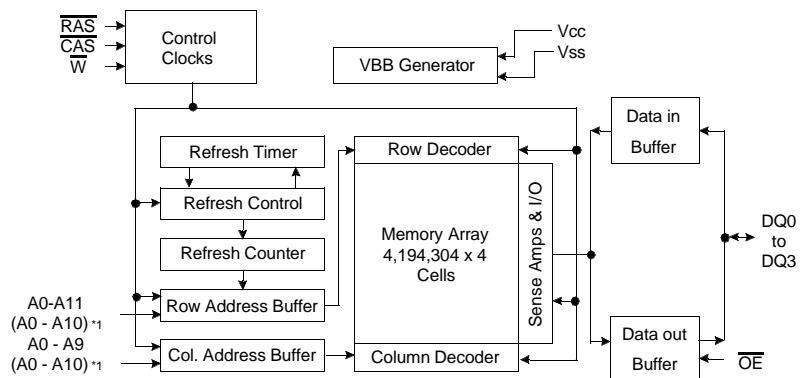 RAS
CAS
W
Control
Clocks
VBB Generator
Vcc
Vss
Data in
Buffer
Refresh Timer
Row Decoder
Refresh Control
Refresh Counter
Memory Array
4,194,304 x 4
Cells
Sense Amps & I/O
DQ0
to
DQ3
A0-A11
(A0 - A10) *1
A0 - A9
(A0 - A10) *1
Row Address Buffer
Col. Address Buffer
Column Decoder
Data out
Buffer
OE